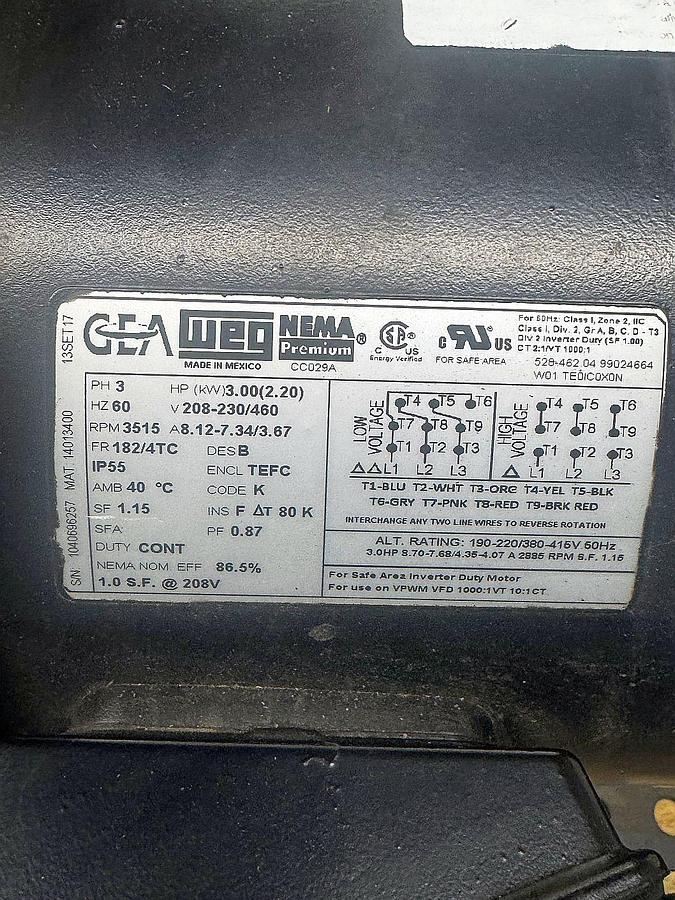 13SET17
MAT. 14013400
S/N. 1040696257
GEA weg NEMA Premium®
MADE IN MEXICO
CC029A
SA® C US
Energy Verified
c RU US
FOR SAFE AREA
For 60Hz: Class I, Zone 2, IIC
Class I, Div. 2, Gr A, B, C, D - T3
Div 2 Inverter Duty (SF 1.00)
CT 2:1/VT 1000:1
528-462.04 99024664
W01 TE0IC0X0N
PH 3 HP (kW) 3.00(2.20)
HZ 60 V 208-230/460
RPM 3515 A 8.12-7.34/3.67
FR 182/4TC DES B
IP55 ENCL TEFC
AMB 40 °C CODE K
SF 1.15 INS F ΔT 80 K
SFA PF 0.87
DUTY CONT
NEMA NOM. EFF 86.5%
1.0 S.F. @ 208V
LOW VOLTAGE
T4 T5 T6
T7 T8 T9
T1 T2 T3
△△ L1 L2 L3
HIGH VOLTAGE
T4 T5 T6
T7 T8 T9
T1 T2 T3
△ L1 L2 L3
T1-BLU T2-WHT T3-ORG T4-YEL T5-BLK
T6-GRY T7-PNK T8-RED T9-BRK RED
INTERCHANGE ANY TWO LINE WIRES TO REVERSE ROTATION
ALT. RATING: 190-220/380-415V 50Hz
3.0HP 8.70-7.68/4.35-4.07 A 2885 RPM S.F. 1.15
For Safe Area Inverter Duty Motor
For use on VPWM VFD 1000:1VT 10:1CT